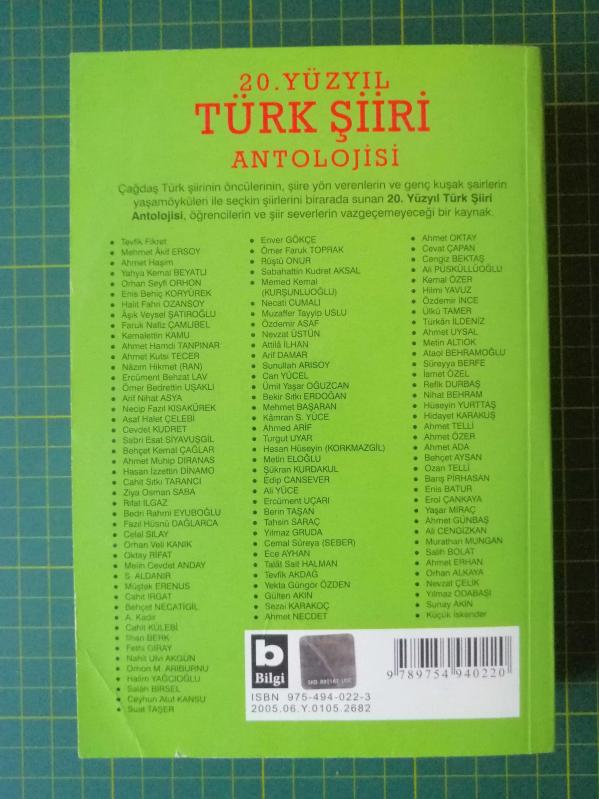 20. YÜZYIL
TÜRK ŞİİRİ
ANTOLOJİSİ
Çağdaş Türk şiirinin öncülerinin, şiire yön verenlerin ve genç kuşak şairlerin
yaşamöyküleri ile seçkin şiirlerini birarada sunan 20. Yüzyıl Türk Şiiri
Antolojisi, öğrencilerin ve şiir severlerin vazgeçemeyeceği bir kaynak.
• Tevfik Fikret
• Mehmet Âkif ERSOY
• Ahmet Haşim
• Yahya Kemal BEYATLI
• Orhan Seyfi ORHON
• Enis Behiç KORYÜREK
• Halit Fahri OZANSOY
• Âşık Veysel ŞATIROĞLU
• Faruk Nafiz ÇAMLIBEL
• Kemalettin KAMU
• Ahmet Hamdi TANPINAR
• Ahmet Kutsi TECER
• Nâzım Hikmet (RAN)
• Ercüment Behzat LAV
• Ömer Bedrettin UŞAKLI
• Arif Nihat ASYA
• Necip Fazıl KISAKÜREK
• Asaf Halet ÇELEBİ
• Cevdet KUDRET
• Sabri Esat SİYAVUŞGİL
• Behçet Kemal ÇAĞLAR
• Ahmet Muhip DIRANAS
• Hasan İzzettin DİNAMO
• Cahit Sıtkı TARANCI
• Ziya Osman SABA
• Rıfat ILGAZ
• Bedri Rahmi EYUBOĞLU
• Fazıl Hüsnü DAĞLARCA
• Celal SILAY
• Orhan Veli KANIK
• Oktay RİFAT
• Melih Cevdet ANDAY
• S. ALDANIR
• Müştak ERENUS
• Cahit IRGAT
• Behçet NECATİGİL
• A. Kadir
• Cahit KÜLEBİ
• İlhan BERK
• Fethi GİRAY
• Nahit Ulvi AKGÜN
• Omon M. ARIBURNU
• Halim YAĞCIOĞLU
• Salâh BİRSEL
• Ceyhun Atuf KANSU
• Suat TAŞER
• Enver GÖKÇE
• Ömer Faruk TOPRAK
• Rüştü ONUR
• Sabahattin Kudret AKSAL
• Memed Kemal
(KURŞUNLUOĞLU)
• Necati CUMALI
• Muzaffer Tayyip USLU
• Özdemir ASAF
• Nevzat ÜSTÜN
• Attilâ İLHAN
• Arif DAMAR
• Sunullah ARISOY
• Can YÜCEL
• Ümit Yaşar OĞUZCAN
• Bekir Sıtkı ERDOĞAN
• Mehmet BAŞARAN
• Kâmran S. YÜCE
• Ahmed ARİF
• Turgut UYAR
• Hasan Hüseyin (KORKMAZGİL)
• Metin ELOĞLU
• Şükran KURDAKUL
• Edip CANSEVER
• Ali YÜCE
• Ercüment UÇARI
• Berin TAŞAN
• Tahsin SARAÇ
• Yılmaz GRUDA
• Cemal Süreya (SEBER)
• Ece AYHAN
• Talât Sait HALMAN
• Tevfik AKDAĞ
• Yekta Güngör ÖZDEN
• Gülten AKIN
• Sezai KARAKOÇ
• Ahmet NECDET
• Ahmet OKTAY
• Cevat ÇAPAN
• Cengiz BEKTAŞ
• Ali PÜSKÜLLÜOĞLU
• Kemal ÖZER
• Hilmi YAVUZ
• Özdemir İNCE
• Ülkü TAMER
• Türkân İLDENİZ
• Ahmet UYSAL
• Metin ALTIOK
• Ataol BEHRAMOĞLU
• Süreyya BERFE
• İsmet ÖZEL
• Refik DURBAŞ
• Nihat BEHRAM
• Hüseyin YURTTAŞ
• Hidayet KARAKUŞ
• Ahmet TELLİ
• Ahmet ÖZER
• Ahmet ADA
• Behçet AYSAN
• Ozan TELLİ
• Barış PİRHASAN
• Enis BATUR
• Erol ÇANKAYA
• Yaşar MİRAÇ
• Ahmet GÜNBAŞ
• Ali CENGİZKAN
• Murathan MUNGAN
• Salih BOLAT
• Ahmet ERHAN
• Orhan ALKAYA
• Nevzat ÇELİK
• Yılmaz ODABAŞI
• Sunay AKIN
• Küçük İskender
b
Bilgi
ISBN 975-494-022-3
2005.06.Y.0105.2682
9 789754 940220